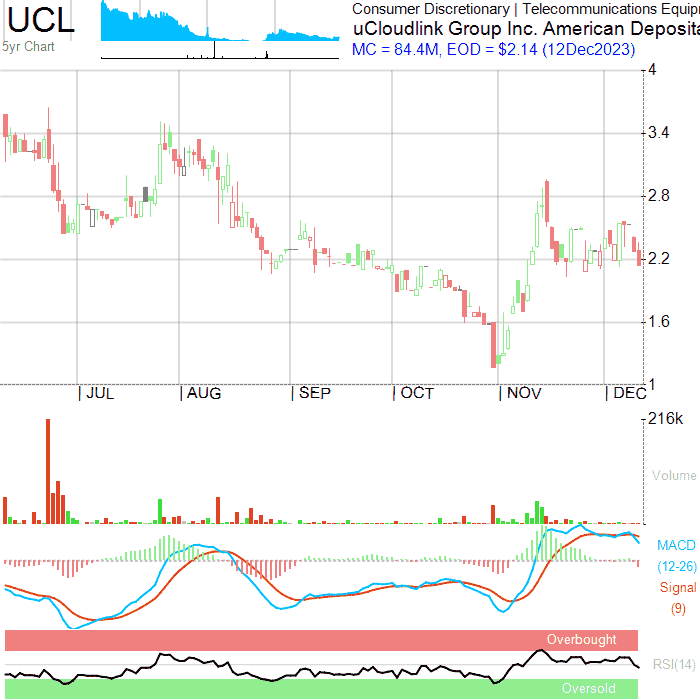 UCL
5yr Chart
Consumer Discretionary | Telecommunications Equip
uCloudlink Group Inc. American Deposita
MC = 84.4M, EOD = $2.14 (12Dec2023)
4
3.4
2.8
2.2
1.6
1
| JUL | AUG | SEP | OCT | NOV | DEC
216k
Volume
MACD
(12-26)
Signal
(9)
Overbought
RSI(14)
Oversold